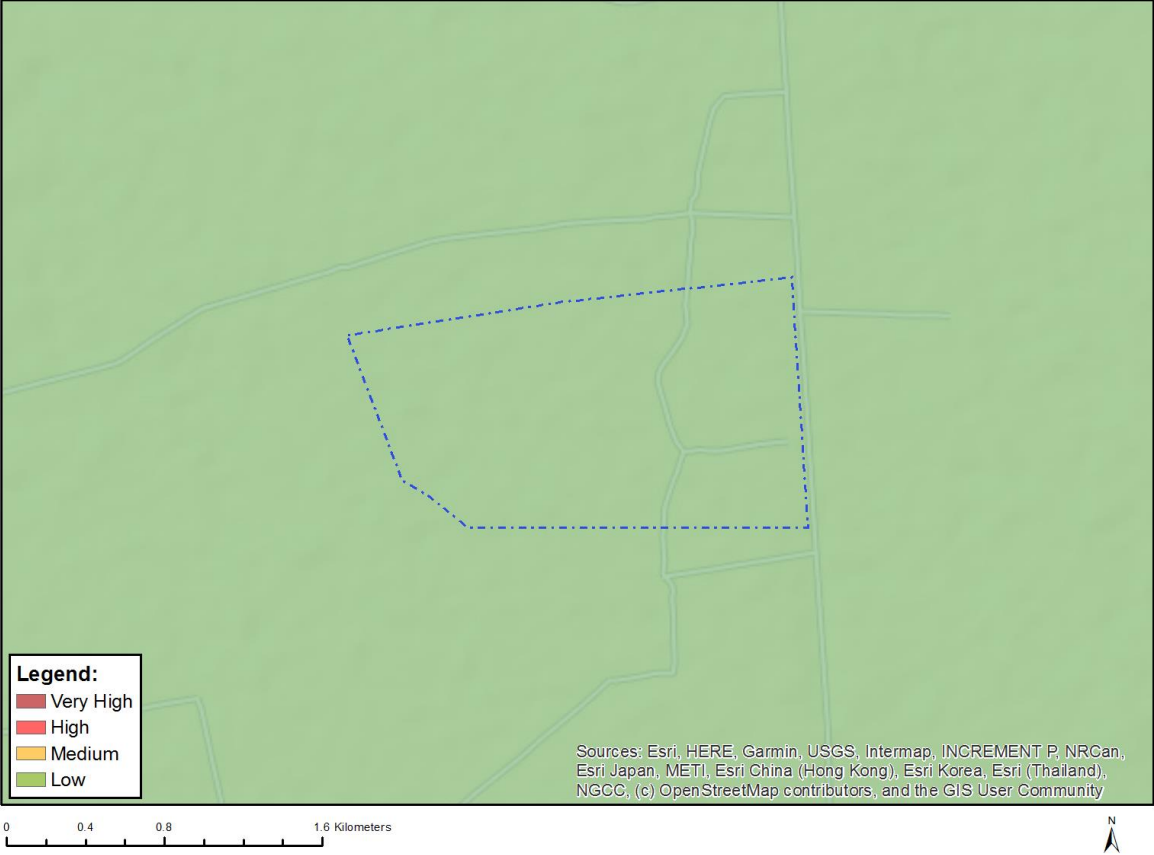 Legend:
Very High
High
Medium
Low
Sources: Esri, HERE, Garmin, USGS, Intermap, INCREMENT P, NRCan,
Esri Japan, METI, Esri China (Hong Kong), Esri Korea, Esri (Thailand),
NGCC, (c) OpenStreetMap contributors, and the GIS User Community
0 0.4 0.8 1.6 Kilometers
N